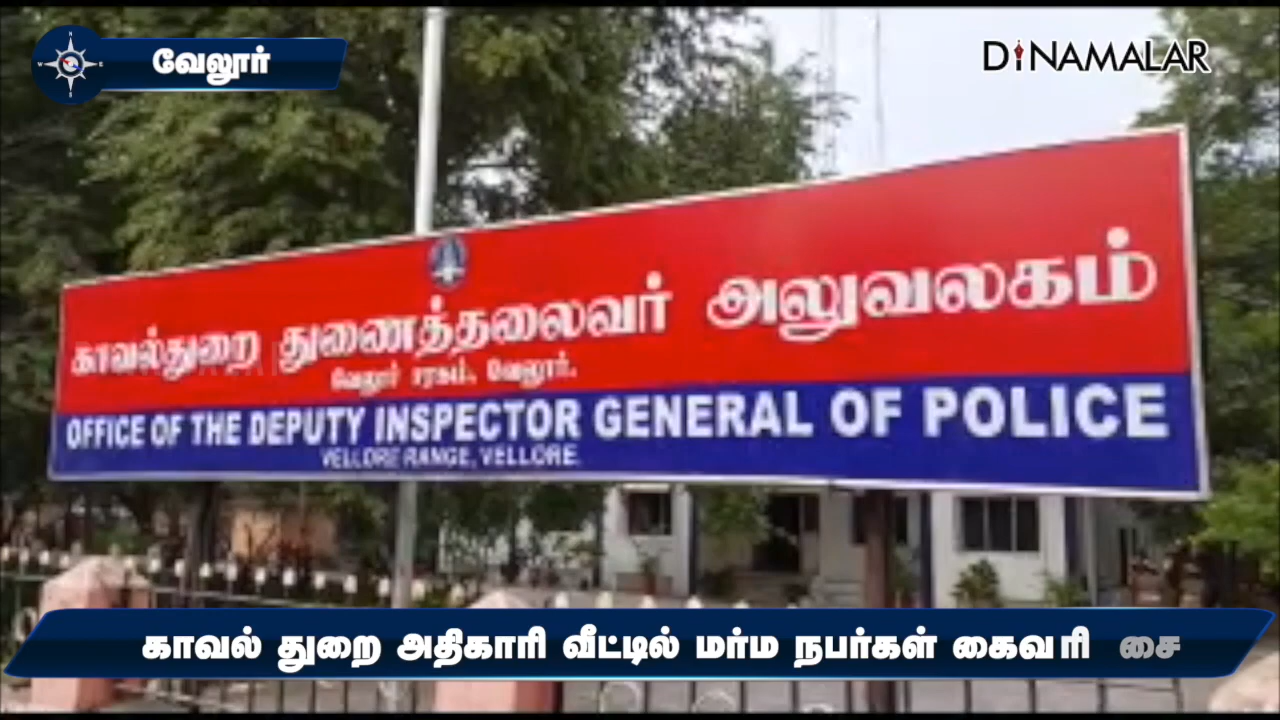 வேலூர்
DINAMALAR
காவல்துறை துணைத்தலைவர் அலுவலகம்
வேலூர் சரகம், வேலூர்.
OFFICE OF THE DEPUTY INSPECTOR GENERAL OF POLICE
VELLORE RANGE, VELLORE.
காவல் துறை அதிகாரி வீட்டில் மர்ம நபர்கள் கைவரி சை